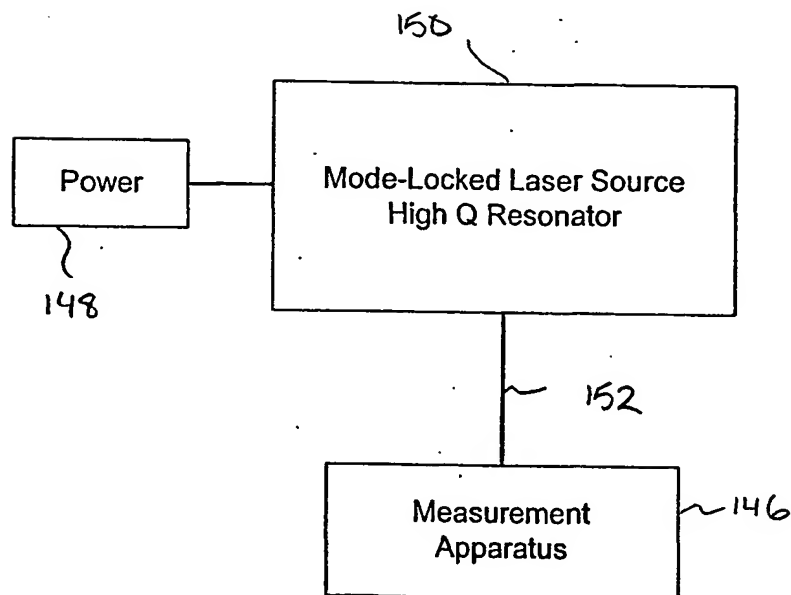 150
Power
Mode-Locked Laser Source
High Q Resonator
148
152
Measurement
Apparatus
146